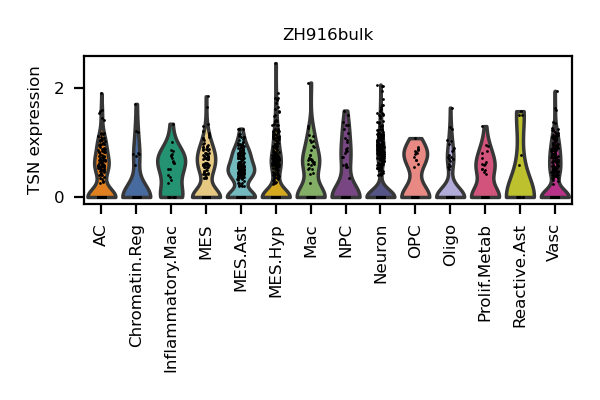 ZH916bulk
TSN expression
2
0
AC
Chromatin.Reg
Inflammatory.Mac
MES
MES.Ast
MES.Hyp
Mac
NPC
Neuron
OPC
Oligo
Prolif.Metab
Reactive.Ast
Vasc